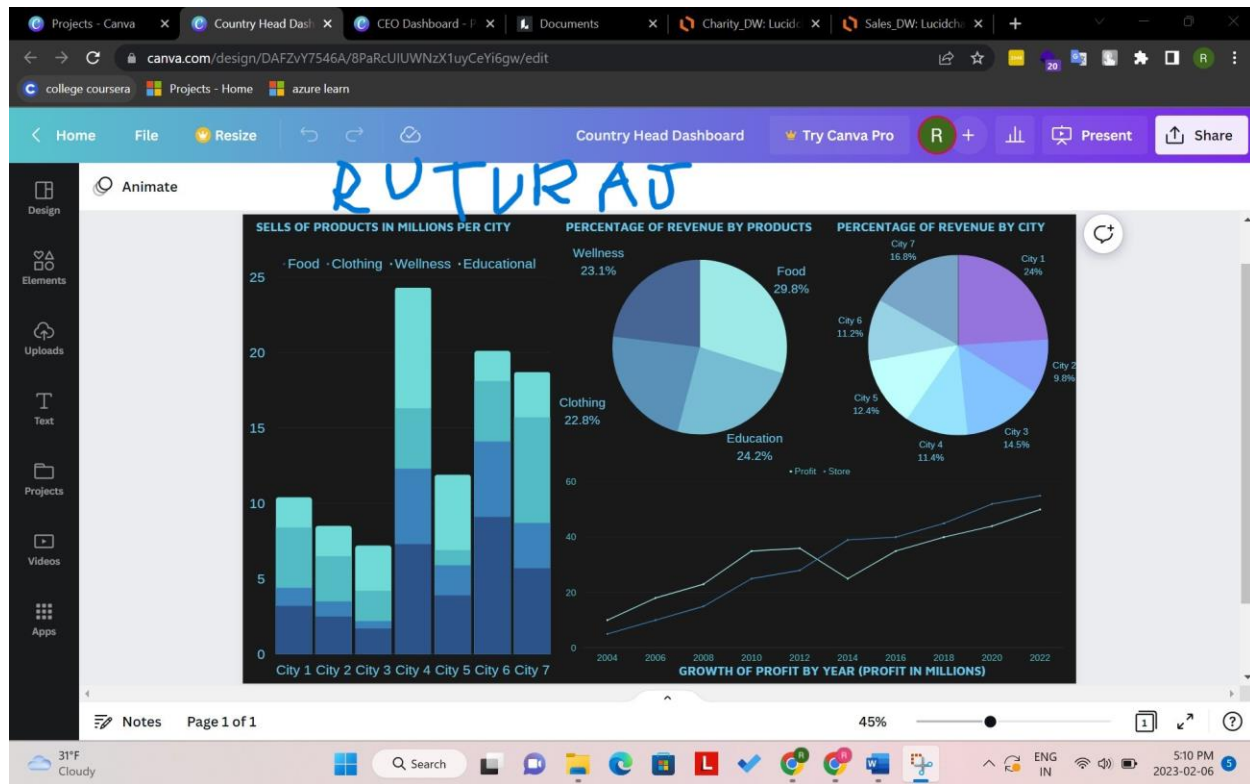 Projects - Canva
Country Head Dash
CEO Dashboard - P
Documents
Charity_DW: Lucidc
Sales_DW: Lucidcha
canva.com/design/DAFZvY7546A/8PaRcUIUWNzX1uyCeYi6gw/edit
20
R
college coursera
Projects - Home
azure learn
Home
File
Resize
Country Head Dashboard
Try Canva Pro
R
Present
Share
RUTURAJ
Animate
Design
Elements
Uploads
Text
Projects
Videos
Apps
SELLS OF PRODUCTS IN MILLIONS PER CITY
Food Clothing Wellness Educational
25
20
15
10
5
0
City 1 City 2 City 3 City 4 City 5 City 6 City 7
PERCENTAGE OF REVENUE BY PRODUCTS
Wellness
23.1%
Food
29.8%
Clothing
22.8%
Education
24.2%
PERCENTAGE OF REVENUE BY CITY
City 7
16.8%
City 1
24%
City 6
11.2%
City 2
9.8%
City 5
12.4%
City 3
14.5%
City 4
11.4%
Profit Store
60
40
20
0
2004 2006 2008 2010 2012 2014 2016 2018 2020 2022
GROWTH OF PROFIT BY YEAR (PROFIT IN MILLIONS)
Notes
Page 1 of 1
45%
1
31°F
Cloudy
Search
L
ENG
IN
5:10 PM
2023-02-06
5